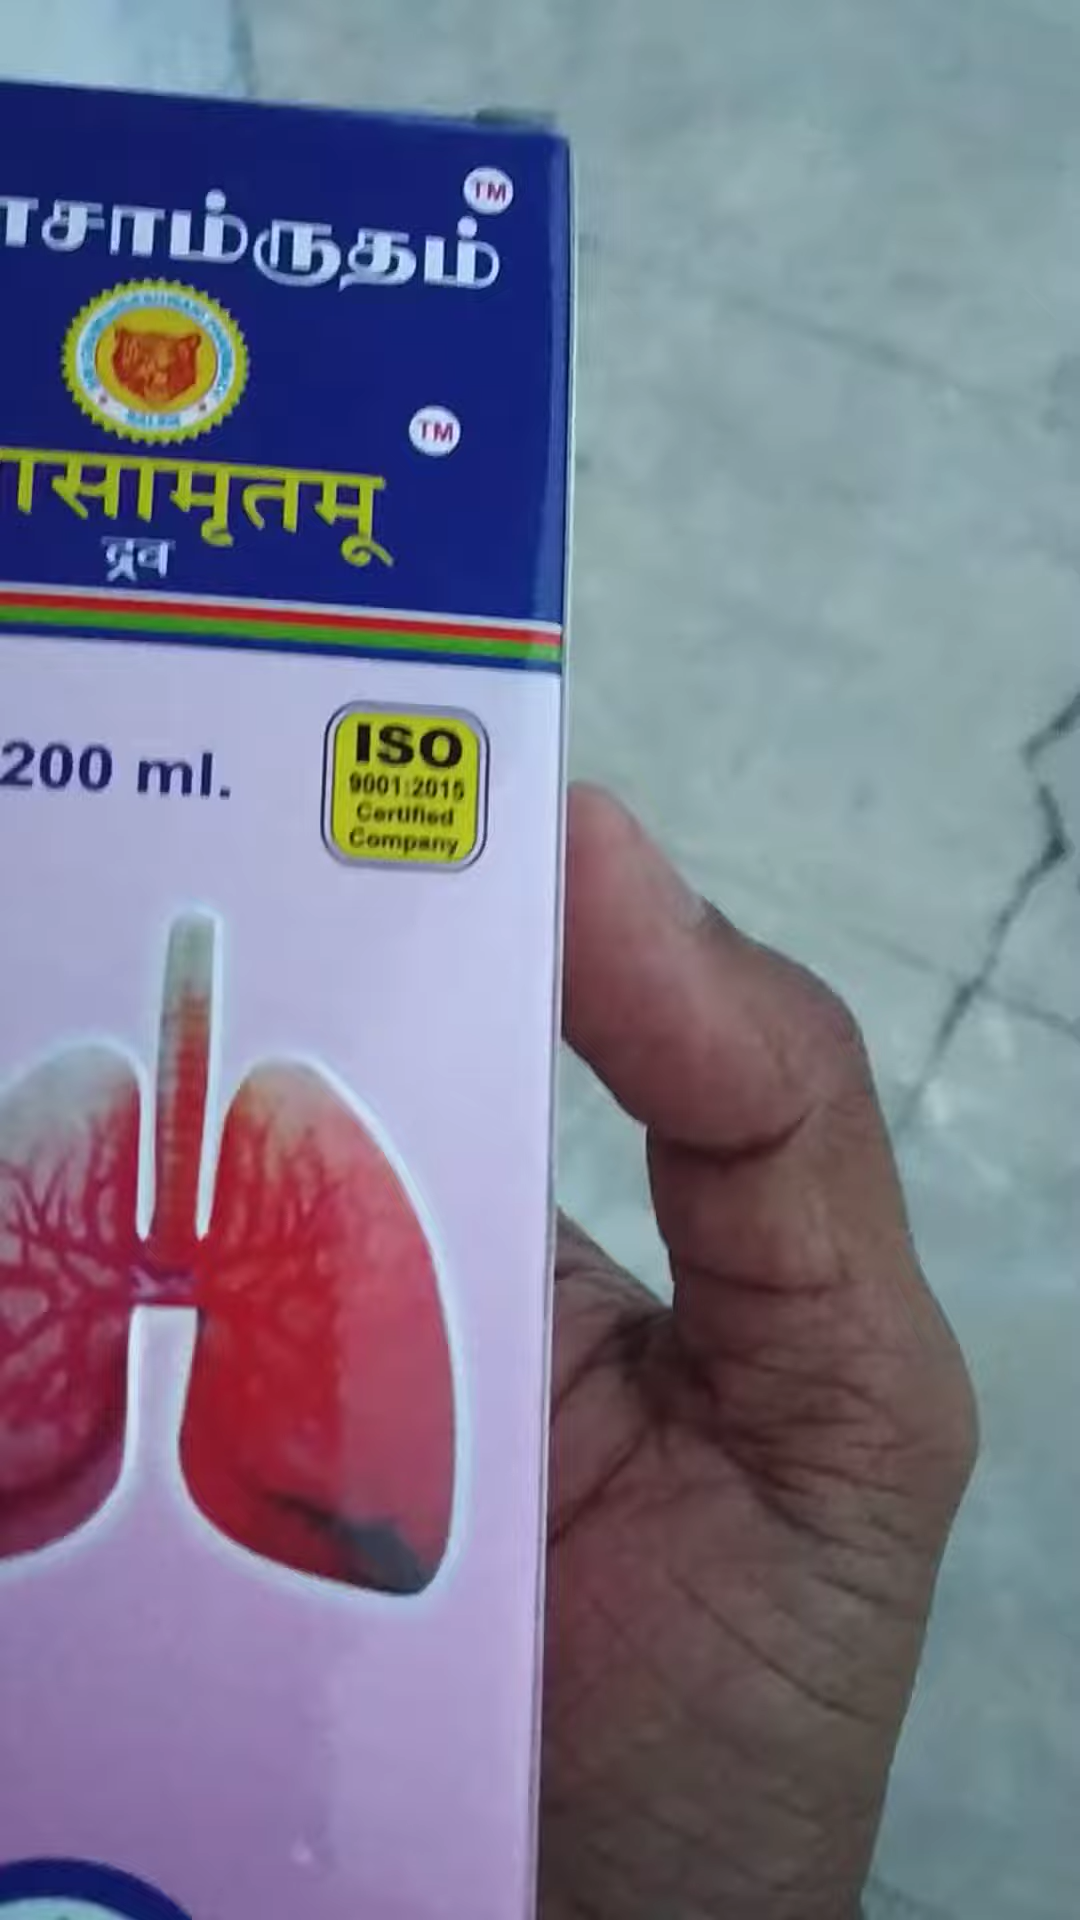 TM
சாம்ருதம்
TM
ासामृतमू
द्रव
200 ml.
ISO
9001:2015
Certified
Company